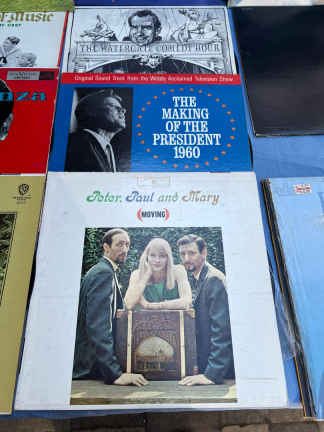 Music
THE WATERGATE COMEDY HOUR
Original Sound Track from the Wildly Acclaimed Television Show
THE
MAKING
OF THE
PRESIDENT
1960
Peter, Paul and Mary
(MOVING)